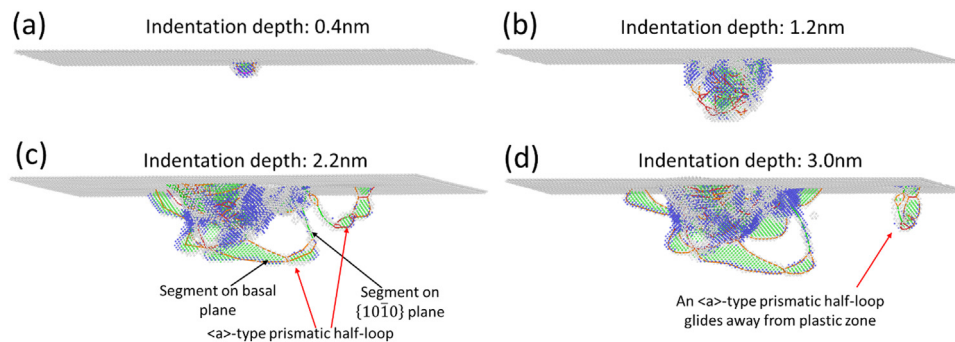 (a)
Indentation depth: 0.4nm
(b)
Indentation depth: 1.2nm
(c)
Indentation depth: 2.2nm
Segment on basal
plane
Segment on
{101̅0} plane
<a>-type prismatic half-loop
(d)
Indentation depth: 3.0nm
An <a>-type prismatic half-loop
glides away from plastic zone